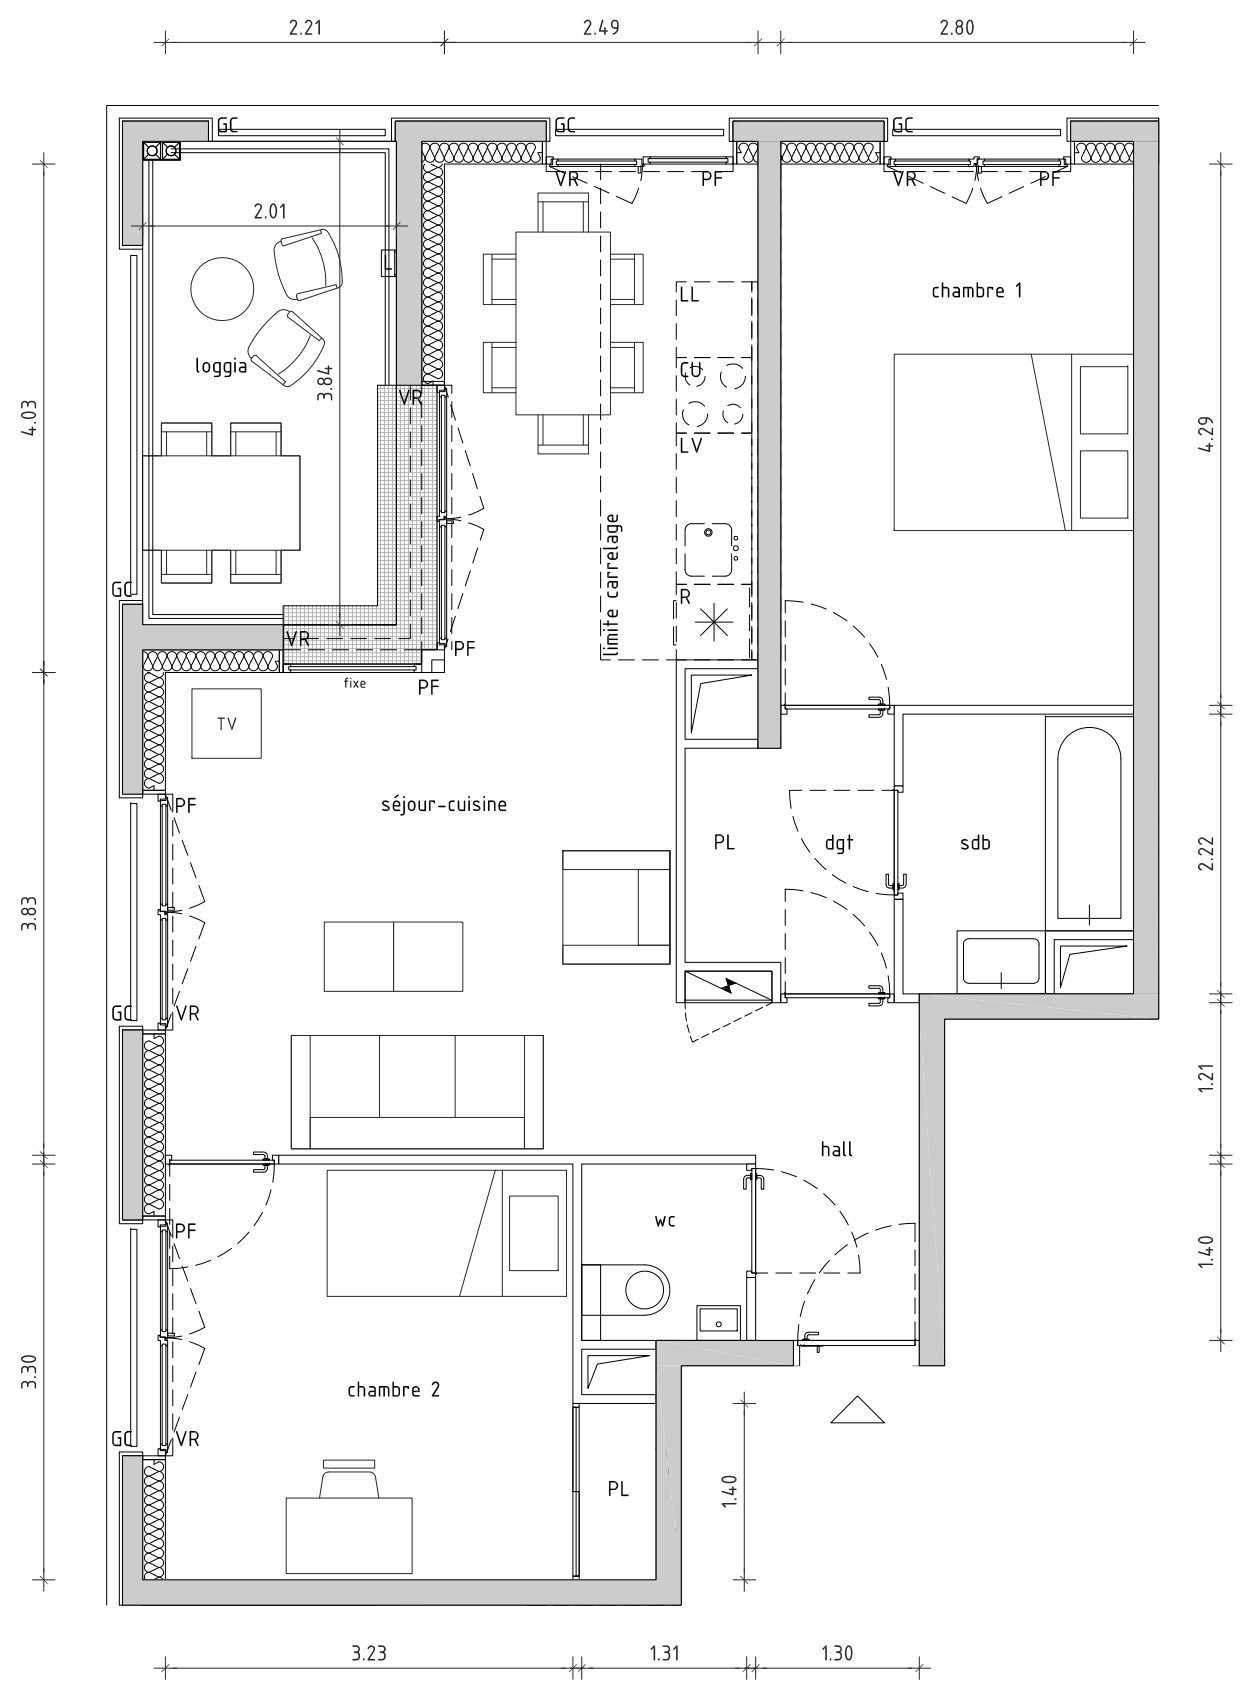 2.21
2.49
2.80
GC
GC
GC
VR
PF
VR
PF
2.01
LL
chambre 1
loggia
3.84
CU
VR
4.03
4.29
LV
limite carrelage
GC
R
VR
PF
fixe
PF
TV
PF
séjour-cuisine
PL
dgt
sdb
2.22
3.83
GC
VR
1.21
hall
PF
wc
1.40
3.30
chambre 2
GC
VR
PL
1.40
3.23
1.31
1.30